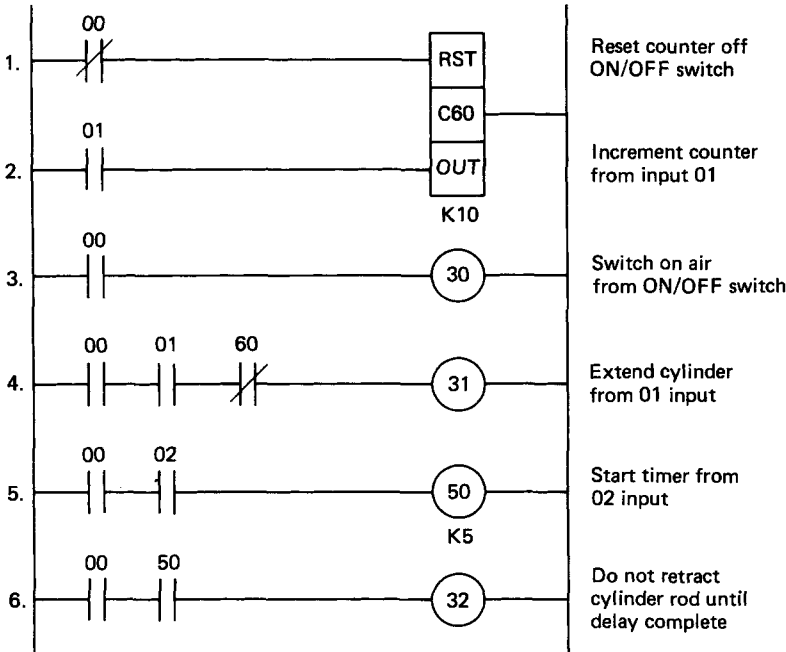 00
1.
RST
Reset counter off
ON/OFF switch
C60
01
2.
OUT
Increment counter
from input 01
K10
00
3.
30
Switch on air
from ON/OFF switch
00 01 60
4.
31
Extend cylinder
from 01 input
00 02
5.
50
Start timer from
02 input
K5
00 50
6.
32
Do not retract
cylinder rod until
delay complete